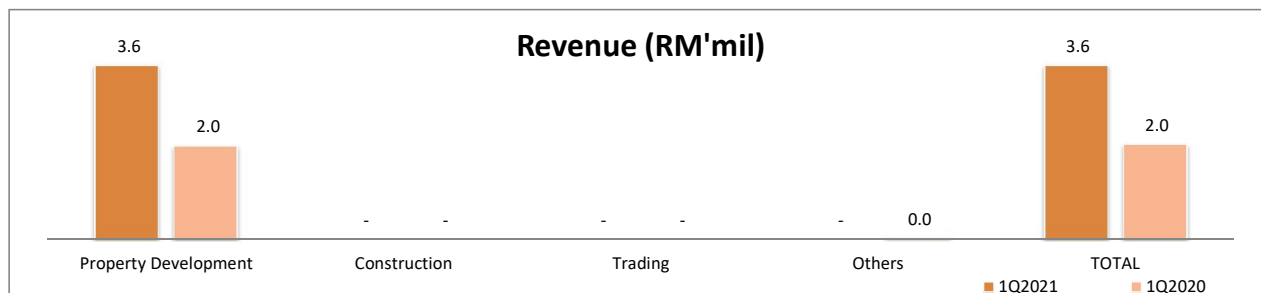 Revenue (RM'mil)
3.6
2.0
- -
- -
- 0.0
3.6
2.0
Property Development
Construction
Trading
Others
TOTAL
1Q2021
1Q2020